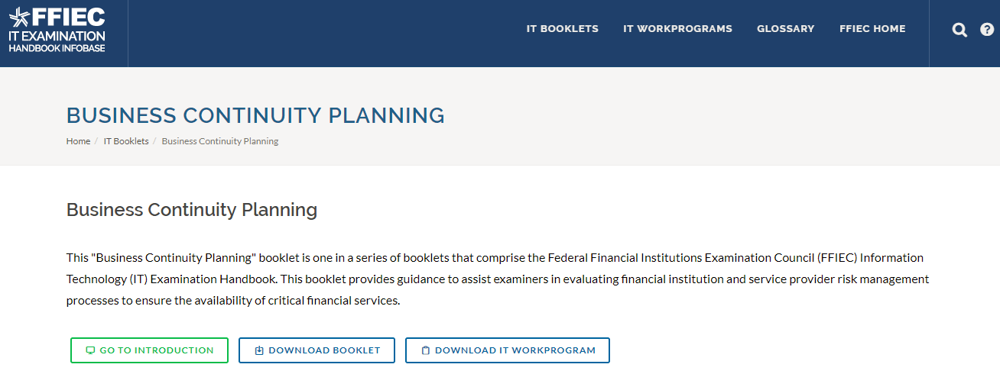 FFIEC
IT EXAMINATION
HANDBOOK INFOBASE
IT BOOKLETS IT WORKPROGRAMS GLOSSARY FFIEC HOME
?
BUSINESS CONTINUITY PLANNING
Home / IT Booklets / Business Continuity Planning
Business Continuity Planning
This "Business Continuity Planning" booklet is one in a series of booklets that comprise the Federal Financial Institutions Examination Council (FFIEC) Information
Technology (IT) Examination Handbook. This booklet provides guidance to assist examiners in evaluating financial institution and service provider risk management
processes to ensure the availability of critical financial services.
GO TO INTRODUCTION DOWNLOAD BOOKLET DOWNLOAD IT WORKPROGRAM